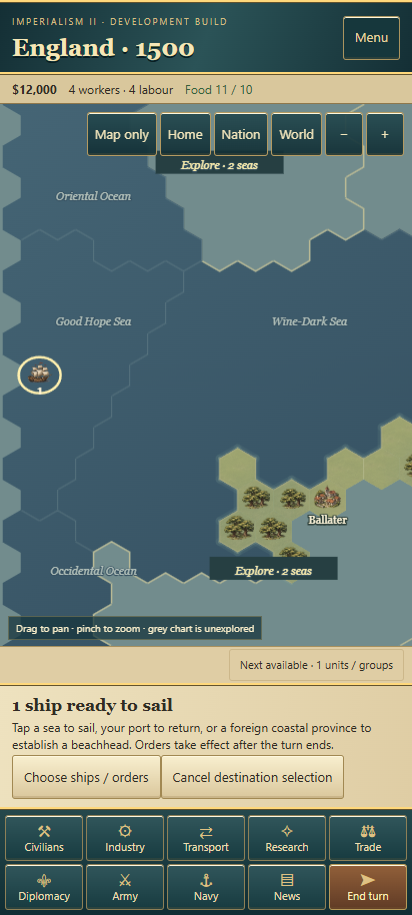 IMPERIALISM II · DEVELOPMENT BUILD
England · 1500
Menu
$12,000 4 workers · 4 labour Food 11 / 10
Map only Home Nation World − +
Explore · 2 seas
Oriental Ocean
Good Hope Sea
Wine-Dark Sea
1
Ballater
Occidental Ocean
Explore · 2 seas
Drag to pan · pinch to zoom · grey chart is unexplored
Next available · 1 units / groups
1 ship ready to sail
Tap a sea to sail, your port to return, or a foreign coastal province to
establish a beachhead. Orders take effect after the turn ends.
Choose ships / orders Cancel destination selection
Civilians Industry Transport Research Trade
Diplomacy Army Navy News End turn